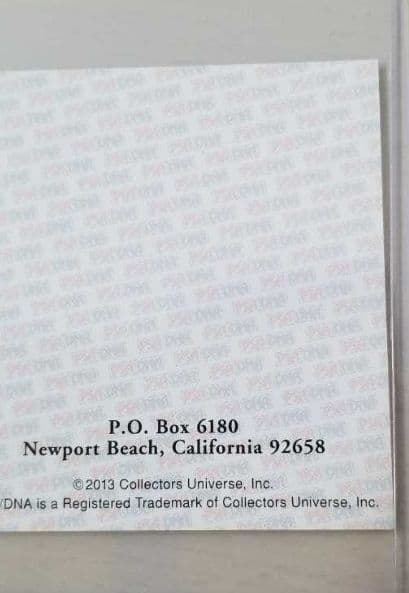 P.O. Box 6180
Newport Beach, California 92658
©2013 Collectors Universe, Inc.
/DNA is a Registered Trademark of Collectors Universe, Inc.